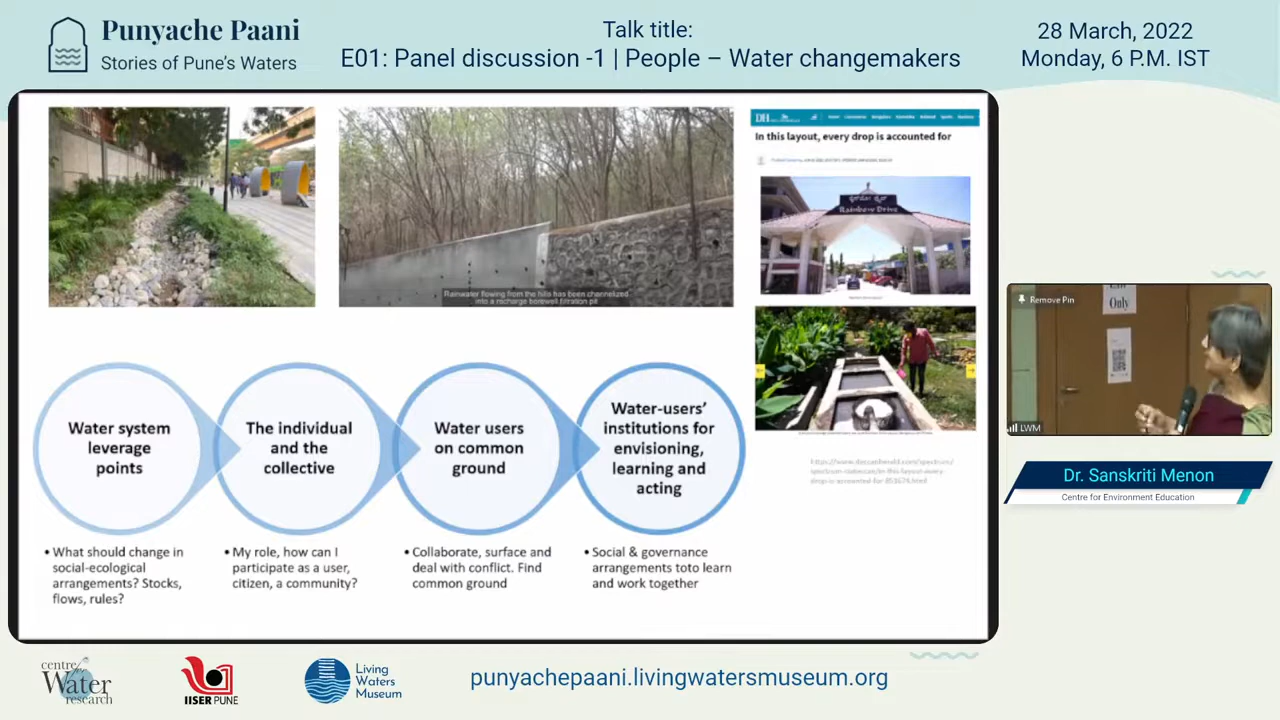 Punyache Paani
Stories of Pune's Waters
Talk title:
E01: Panel discussion -1 | People – Water changemakers
28 March, 2022
Monday, 6 P.M. IST
Rainwater flowing from the hills has been channelized
into a recharge borewell filtration pit
DH
In this layout, every drop is accounted for
Rainbow Drive
Water system
leverage
points
The individual
and the
collective
Water users
on common
ground
Water-users'
institutions for
envisioning,
learning and
acting
• What should change in
social-ecological
arrangements? Stocks,
flows, rules?
• My role, how can I
participate as a user,
citizen, a community?
• Collaborate, surface and
deal with conflict. Find
common ground
• Social & governance
arrangements toto learn
and work together
Remove Pin
Only
LWM
Dr. Sanskriti Menon
Centre for Environment Education
centre
for
Water
research
IISER PUNE
Living
Waters
Museum
punyachepaani.livingwatersmuseum.org